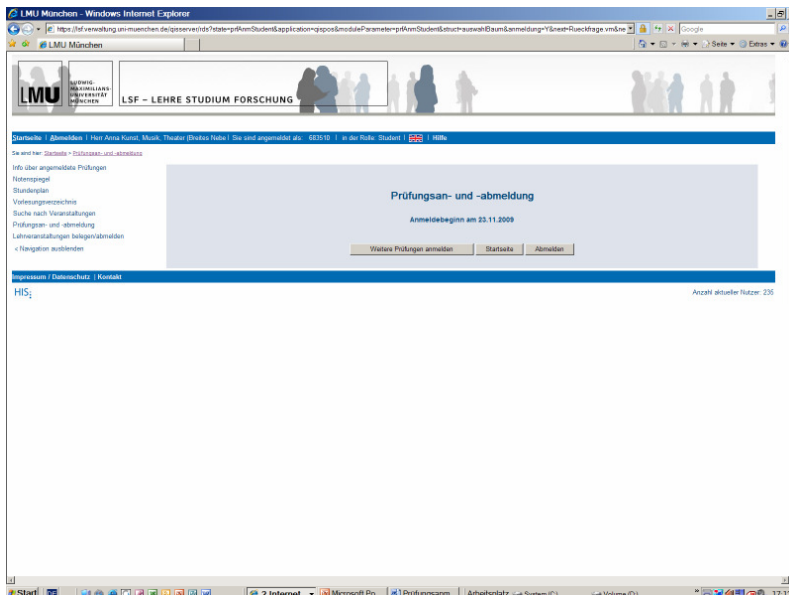 LMU München - Windows Internet Explorer
https://lsf.verwaltung.uni-muenchen.de/qisserver/rds?state=prfAnmStudent&application=qispos&moduleParameter=prfAnmStudent&struct=auswahlBaum&anmeldung=Y&next=Rueckfrage.vm&ne
Google
LMU München
Seite
Extras
LMU
LUDWIG-
MAXIMILIANS-
UNIVERSITÄT
MÜNCHEN
LSF – LEHRE STUDIUM FORSCHUNG
Startseite | Abmelden | Herr Anna Kunst, Musik, Theater (Breites Nebe | Sie sind angemeldet als: 683510 | in der Rolle: Student | | Hilfe
Sie sind hier: Startseite > Prüfungsan- und -abmeldung
Info über angemeldete Prüfungen
Notenspiegel
Stundenplan
Vorlesungsverzeichnis
Suche nach Veranstaltungen
Prüfungsan- und -abmeldung
Lehrveranstaltungen belegen/abmelden
< Navigation ausblenden
Prüfungsan- und -abmeldung
Anmeldebeginn am 23.11.2009
Weitere Prüfungen anmelden
Startseite
Abmelden
Impressum / Datenschutz | Kontakt
HIS
Anzahl aktueller Nutzer: 236
Start
DE
2 Internet
Microsoft Po
Prüfungsanm
Arbeitsplatz
System (C)
Volume (D)